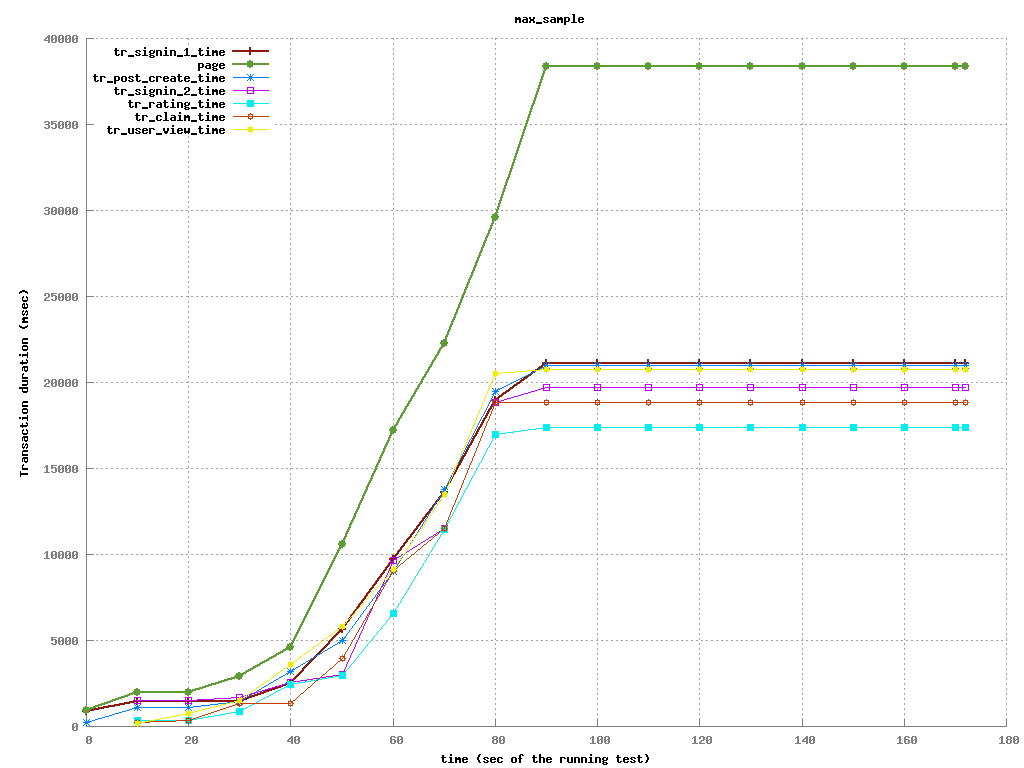 max_sample
tr_signin_1_time
page
tr_post_create_time
tr_signin_2_time
tr_rating_time
tr_claim_time
tr_user_view_time
40000
35000
30000
25000
20000
15000
10000
5000
0
Transaction duration (msec)
0 20 40 60 80 100 120 140 160 180
time (sec of the running test)